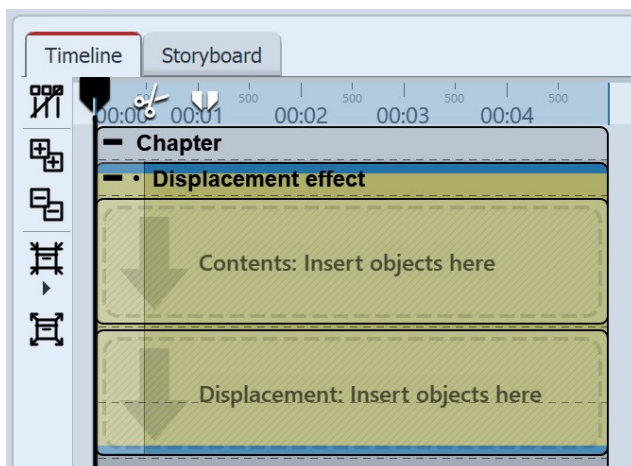 Timeline Storyboard
500 500 500 500
00:00 00:01 00:02 00:03 00:04
Chapter
Displacement effect
Contents: Insert objects here
Displacement: Insert objects here